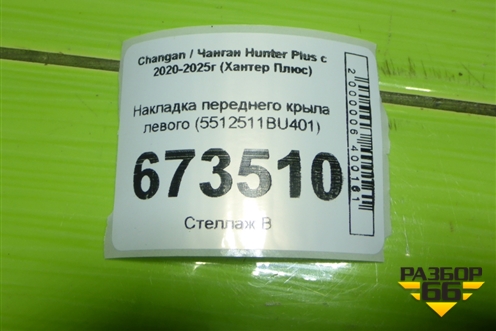 Changan / Чанган Hunter Plus с
2020-2025г (Хантер Плюс)
Накладка переднего крыла
левого (5512511BU401)
673510
Стеллаж В
2000006400161
РАЗБОР
66